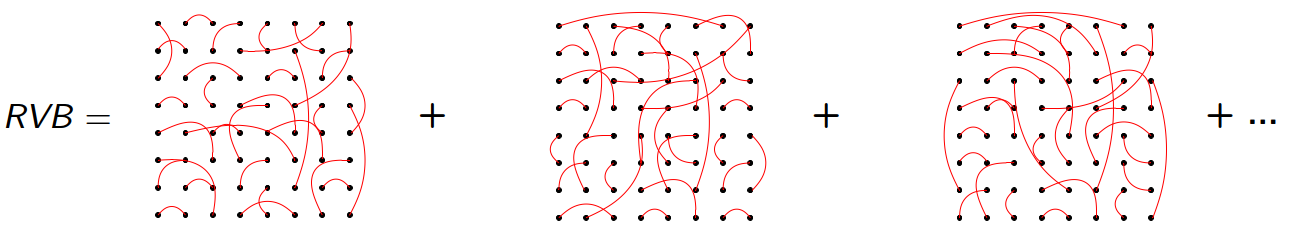 RVB = + + + ...